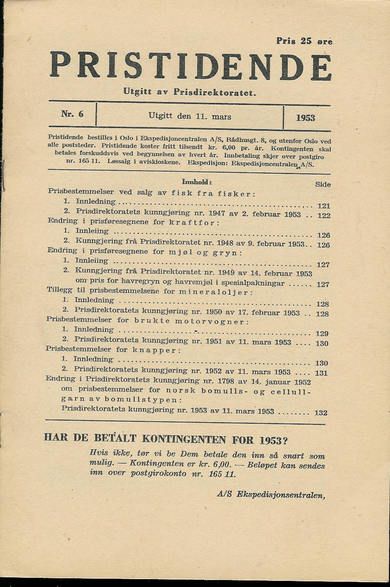 Pris 25 øre
PRISTIDENDE
Utgitt av Prisdirektoratet.
Nr. 6 Utgitt den 11. mars 1953
Pristidende bestilles i Oslo i Ekspedisjonscentralen A/S, Rådhusgt. 8, og utenfor Oslo ved
alle poststeder. Pristidende koster fritt tilsendt kr. 6,00 pr. år. Kontingenten skal
betales forskuddsvis ved begynnelsen av hvert år. Innbetaling skjer over postgiro
nr. 165 11. Løssalg i aviskioskene. Ekspedisjon: Ekspedisjonscentralen A/S.
Innhold: Side
Prisbestemmelser ved salg av fisk fra fisker:
1. Innledning 121
2. Prisdirektoratets kunngjøring nr. 1947 av 2. februar 1953 .. 122
Endring i prisføresegnene for kraftfor:
1. Innleiing 126
2. Kunngjering frå Prisdirektoratet nr. 1948 av 9. februar 1953.. 126
Endring i prisføresegnene for mjøl og gryn:
1. Innleiing 127
2. Kunngjering frå Prisdirektoratet nr. 1949 av 14. februar 1953
om pris for havregryn og havremjøl i spesialpakningar 127
Tillegg til prisbestemmelsene for mineraloljer:
1. Innledning 128
2. Prisdirektoratets kunngjøring nr. 1950 av 17. februar 1953 .. 128
Prisbestemmelser for brukte motorvogner:
1. Innledning 129
2. Prisdirektoratets kunngjøring nr. 1951 av 11. mars 1953 .... 130
Prisbestemmelser for knapper:
1. Innledning 130
2. Prisdirektoratets kunngjøring nr. 1952 av 11. mars 1953 .... 131
Endring i Prisdirektoratets kunngjøring nr. 1798 av 14. januar 1952
om prisbestemmelser for norsk bomulls- og cellull-
garn av bomullstypen:
Prisdirektoratets kunngjøring nr. 1953 av 11. mars 1953 132
HAR DE BETALT KONTINGENTEN FOR 1953?
Hvis ikke, tør vi be Dem betale den inn så snart som
mulig. — Kontingenten er kr. 6,00. — Beløpet kan sendes
inn over postgirokonto nr. 165 11.
A/S Ekspedisjonsentralen,